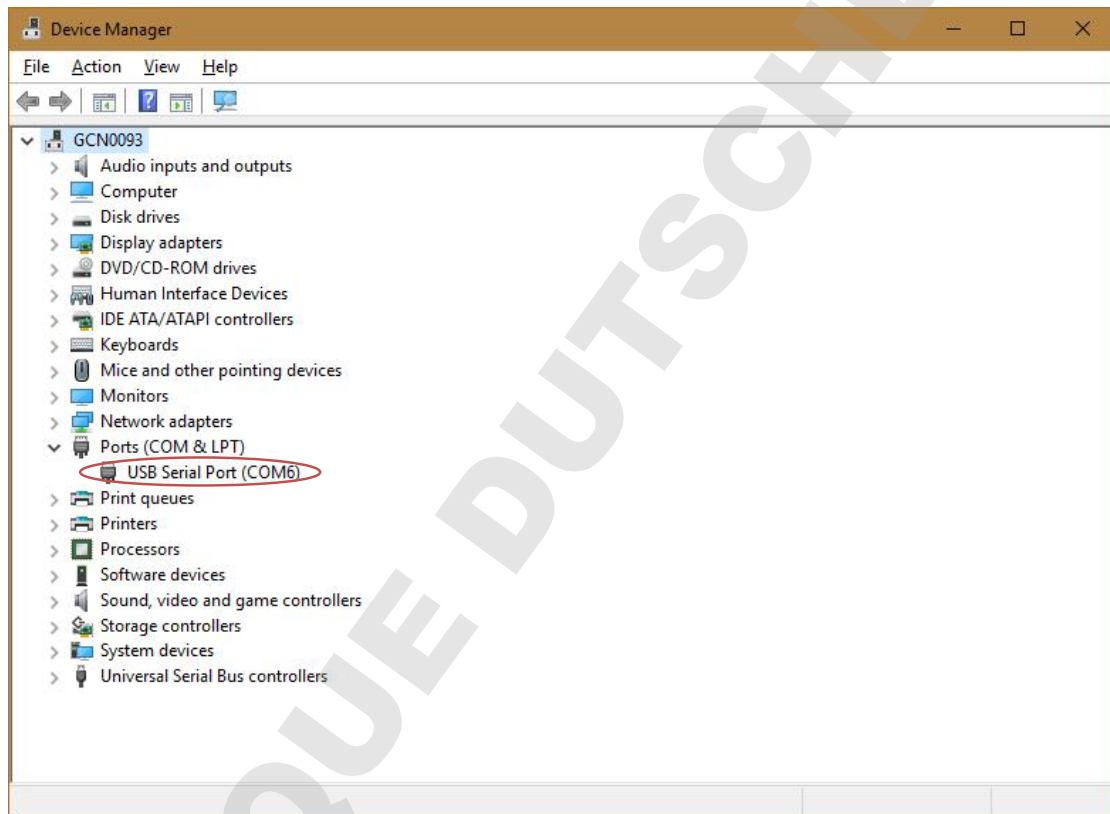 Device Manager
File Action View Help
GCN0093
Audio inputs and outputs
Computer
Disk drives
Display adapters
DVD/CD-ROM drives
Human Interface Devices
IDE ATA/ATAPI controllers
Keyboards
Mice and other pointing devices
Monitors
Network adapters
Ports (COM & LPT)
USB Serial Port (COM6)
Print queues
Printers
Processors
Software devices
Sound, video and game controllers
Storage controllers
System devices
Universal Serial Bus controllers